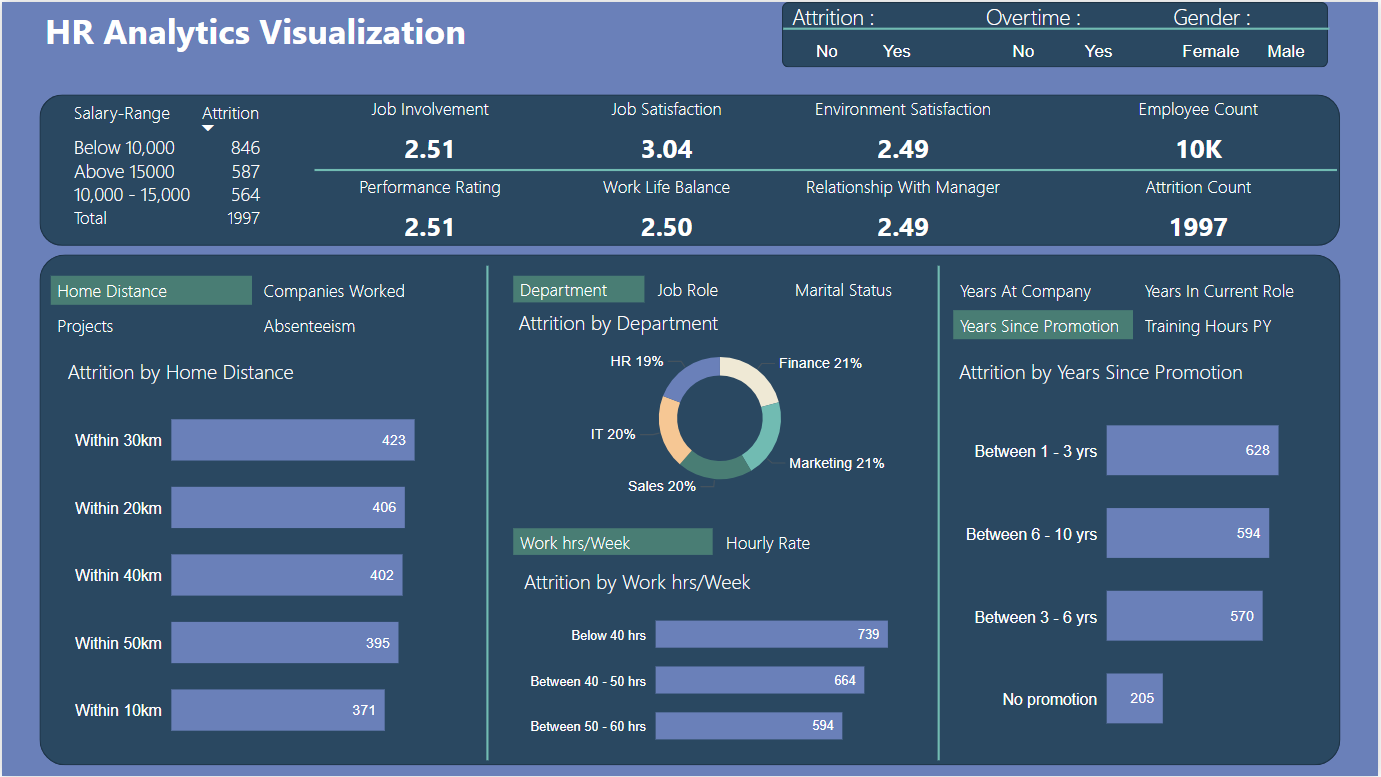 HR Analytics Visualization
Attrition : Overtime : Gender :
No Yes No Yes Female Male
Salary-Range Attrition
Below 10,000 846
Above 15000 587
10,000 - 15,000 564
Total 1997
Job Involvement Job Satisfaction Environment Satisfaction Employee Count
2.51 3.04 2.49 10K
Performance Rating Work Life Balance Relationship With Manager Attrition Count
2.51 2.50 2.49 1997
Home Distance Companies Worked
Projects Absenteeism
Attrition by Home Distance
Within 30km 423
Within 20km 406
Within 40km 402
Within 50km 395
Within 10km 371
Department Job Role Marital Status
Attrition by Department
HR 19% Finance 21%
IT 20%
Marketing 21%
Sales 20%
Work hrs/Week Hourly Rate
Attrition by Work hrs/Week
Below 40 hrs 739
Between 40 - 50 hrs 664
Between 50 - 60 hrs 594
Years At Company Years In Current Role
Years Since Promotion Training Hours PY
Attrition by Years Since Promotion
Between 1 - 3 yrs 628
Between 6 - 10 yrs 594
Between 3 - 6 yrs 570
No promotion 205